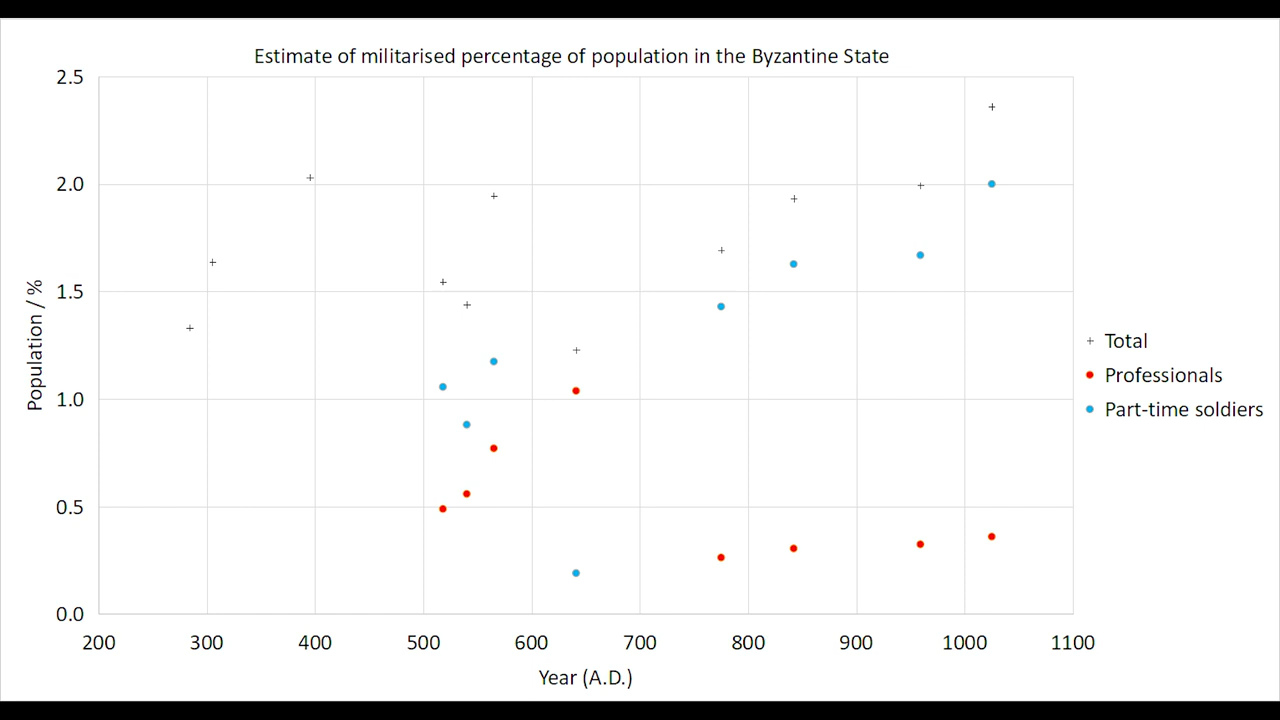 Estimate of militarised percentage of population in the Byzantine State
2.5
2.0
1.5
1.0
0.5
0.0
Population / %
200 300 400 500 600 700 800 900 1000 1100
Year (A.D.)
Total
Professionals
Part-time soldiers